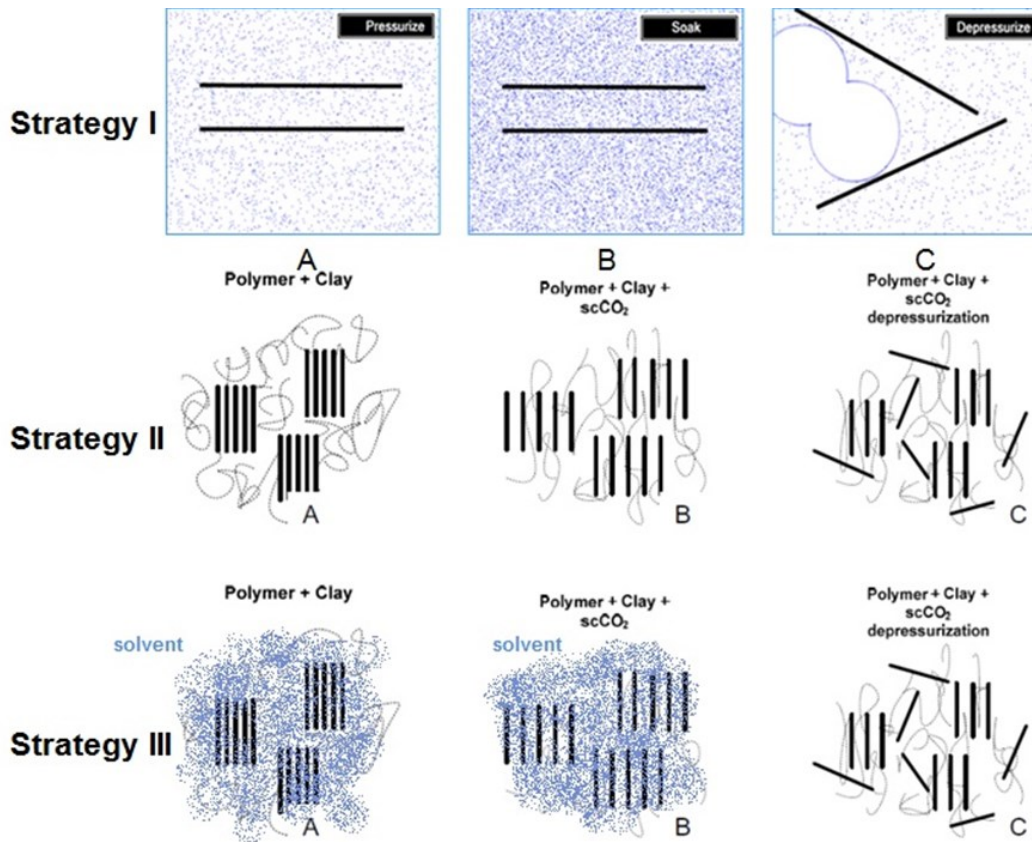 Pressurize
Soak
Depressurize
Strategy I
A
B
C
Polymer + Clay
Polymer + Clay +
scCO₂
Polymer + Clay +
scCO₂
depressurization
Strategy II
A
B
C
Polymer + Clay
Polymer + Clay +
scCO₂
Polymer + Clay +
scCO₂
depressurization
solvent
solvent
Strategy III
A
B
C